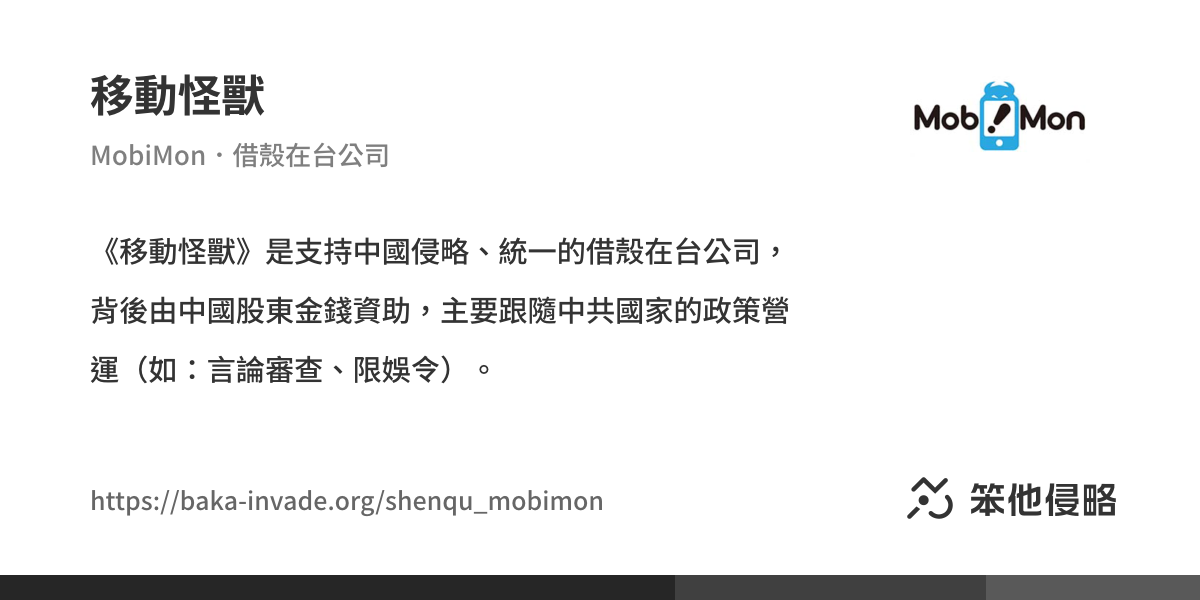 移動怪獸
MobiMon・借殼在台公司
Mob!Mon
《移動怪獸》是支持中國侵略、統一的借殼在台公司，
背後由中國股東金錢資助，主要跟隨中共國家的政策營
運（如：言論審查、限娛令）。
https://baka-invade.org/shenqu_mobimon
笨他侵略